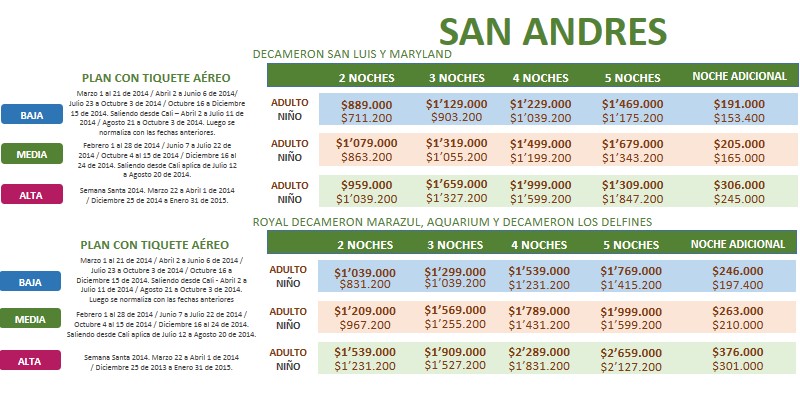 SAN ANDRES
DECAMERON SAN LUIS Y MARYLAND
PLAN CON TIQUETE AÉREO
2 NOCHES 3 NOCHES 4 NOCHES 5 NOCHES NOCHE ADICIONAL
BAJA
Marzo 1 al 21 de 2014 / Abril 2 a Junio 6 de 2014/
Julio 23 a Octubre 3 de 2014 / Octubre 16 a Diciembre
15 de 2014. Saliendo desde Cali – Abril 2 a Julio 11 de
2014 / Agosto 21 a Octubre 3 de 2014. Luego se
normaliza con las fechas anteriores.
ADULTO $889.000 $1’129.000 $1’229.000 $1’469.000 $191.000
NIÑO $711.200 $903.200 $1’039.200 $1’175.200 $153.400
MEDIA
Febrero 1 al 28 de 2014 / Junio 7 a Julio 22 de
2014 / Octubre 4 al 15 de 2014 / Diciembre 16 al
24 de 2014. Saliendo desde Cali aplica de Julio 12
a Agosto 20 de 2014.
ADULTO $1’079.000 $1’319.000 $1’499.000 $1’679.000 $205.000
NIÑO $863.200 $1’055.200 $1’199.200 $1’343.200 $165.000
ALTA
Semana Santa 2014. Marzo 22 a Abril 1 de 2014
/ Diciembre 25 de 2014 a Enero 31 de 2015.
ADULTO $959.000 $1’659.000 $1’999.000 $1’309.000 $306.000
NIÑO $1’039.200 $1’327.200 $1’599.200 $1’847.200 $245.000
ROYAL DECAMERON MARAZUL, AQUARIUM Y DECAMERON LOS DELFINES
PLAN CON TIQUETE AÉREO
2 NOCHES 3 NOCHES 4 NOCHES 5 NOCHES NOCHE ADICIONAL
BAJA
Marzo 1 al 21 de 2014 / Abril 2 a Junio 6 de 2014 /
Julio 23 a Octubre 3 de 2014 / Octubre 16 a
Diciembre 15 de 2014. Saliendo desde Cali - Abril 2 a
Julio 11 de 2014 / Agosto 21 a Octubre 3 de 2014.
Luego se normaliza con las fechas anteriores
ADULTO $1’039.000 $1’299.000 $1’539.000 $1’769.000 $246.000
NIÑO $831.200 $1’039.200 $1’231.200 $1’415.200 $197.400
MEDIA
Febrero 1 al 28 de 2014 / Junio 7 a Julio 22 de 2014 /
Octubre 4 al 15 de 2014 / Diciembre 16 al 24 de 2014.
Saliendo desde Cali aplica de Julio 12 a Agosto 20 de 2014.
ADULTO $1’209.000 $1’569.000 $1’789.000 $1’999.000 $263.000
NIÑO $967.200 $1’255.200 $1’431.200 $1’599.200 $210.000
ALTA
Semana Santa 2014. Marzo 22 a Abril 1 de 2014
/ Diciembre 25 de 2013 a Enero 31 de 2015.
ADULTO $1’539.000 $1’909.000 $2’289.000 $2’659.000 $376.000
NIÑO $1’231.200 $1’527.200 $1’831.200 $2’127.200 $301.000